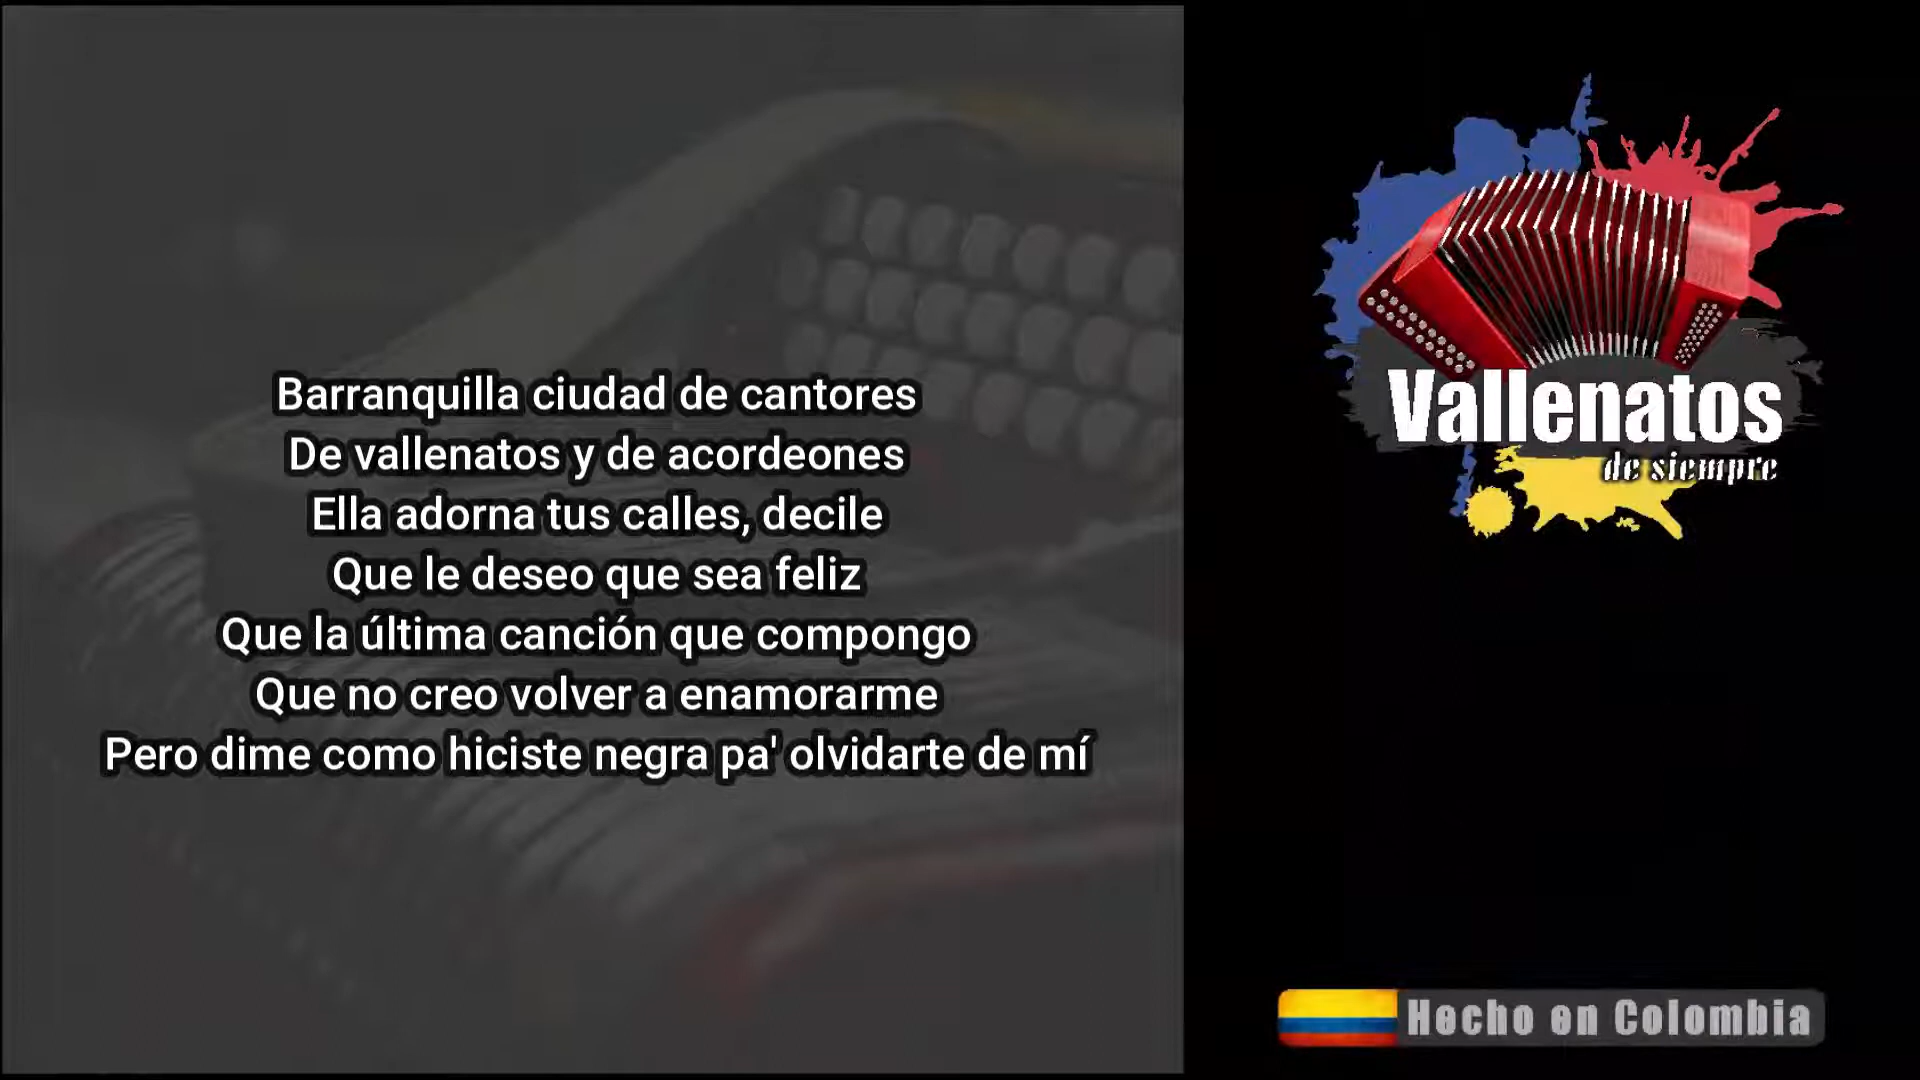 Barranquilla ciudad de cantores
De vallenatos y de acordeones
Ella adorna tus calles, decile
Que le deseo que sea feliz
Que la última canción que compongo
Que no creo volver a enamorarme
Pero dime como hiciste negra pa' olvidarte de mí
Vallenatos
de siempre
Hecho en Colombia